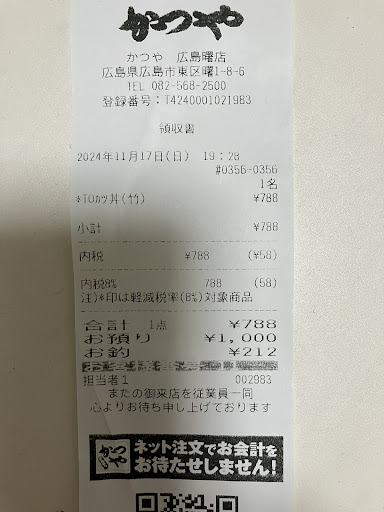 かつや
かつや 広島曙店
広島県広島市東区曙1-8-6
TEL 082-568-2500
登録番号:T4240001021983
領収書
2024年11月17日(日) 19:28
#0356-0356
1名
*TOカツ丼(竹) ¥788
小計 ¥788
内税 ¥788 (¥58)
内税8% 788 (58)
注)*印は軽減税率(8%)対象商品
合計 1点 ¥788
お預り ¥1,000
お釣 ¥212
担当者1 002983
またの御来店を従業員一同
心よりお待ち申し上げております
かつや
ネット注文でお会計を
お待たせしません!